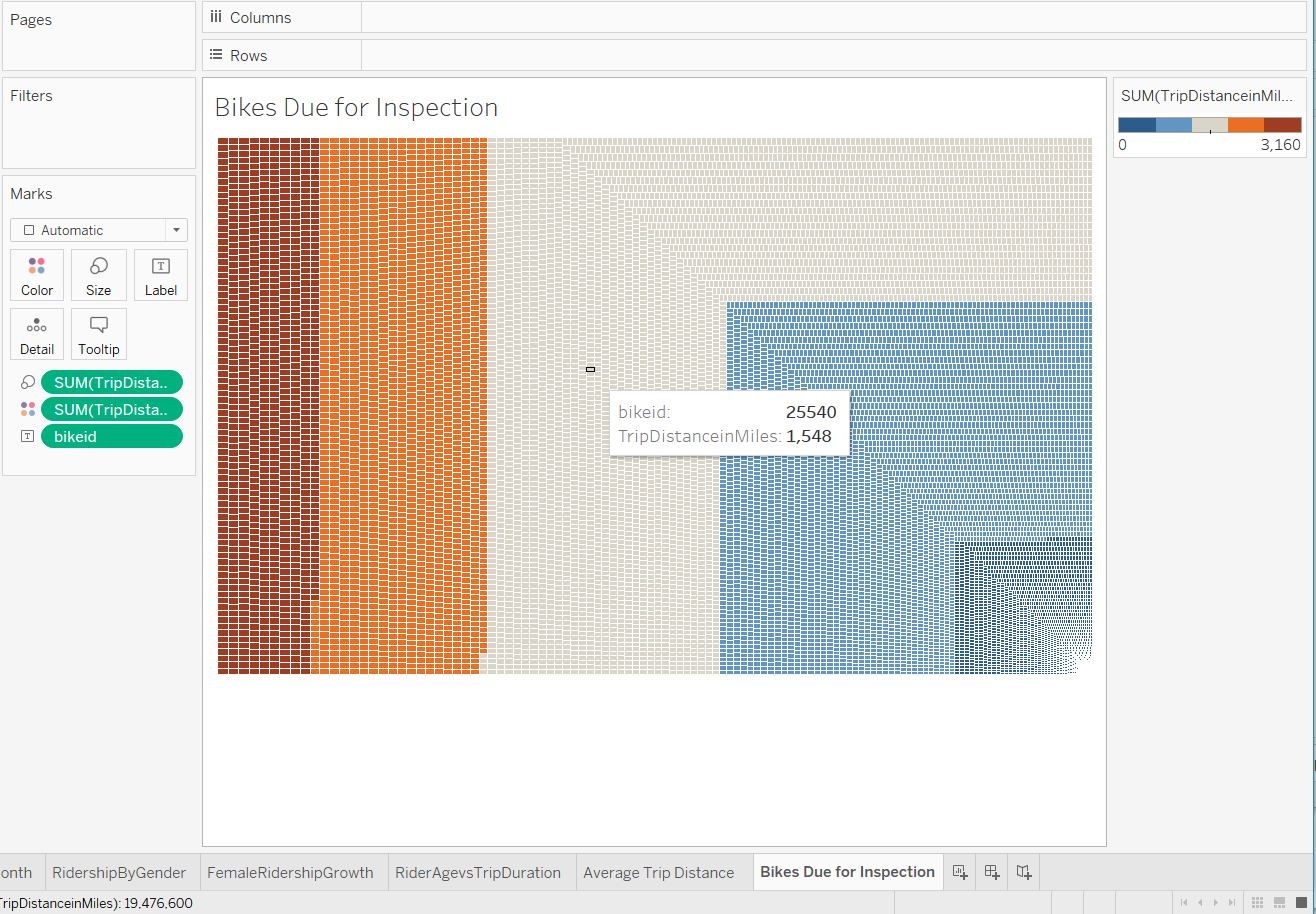 Pages
Columns
Rows
Filters
Bikes Due for Inspection
SUM(TripDistanceinMil...
0 3,160
Marks
Automatic
Color Size Label
Detail Tooltip
SUM(TripDista..
SUM(TripDista..
bikeid
bikeid: 25540
TripDistanceinMiles: 1,548
onth RidershipByGender FemaleRidershipGrowth RiderAgevsTripDuration Average Trip Distance Bikes Due for Inspection
TripDistanceinMiles): 19,476,600